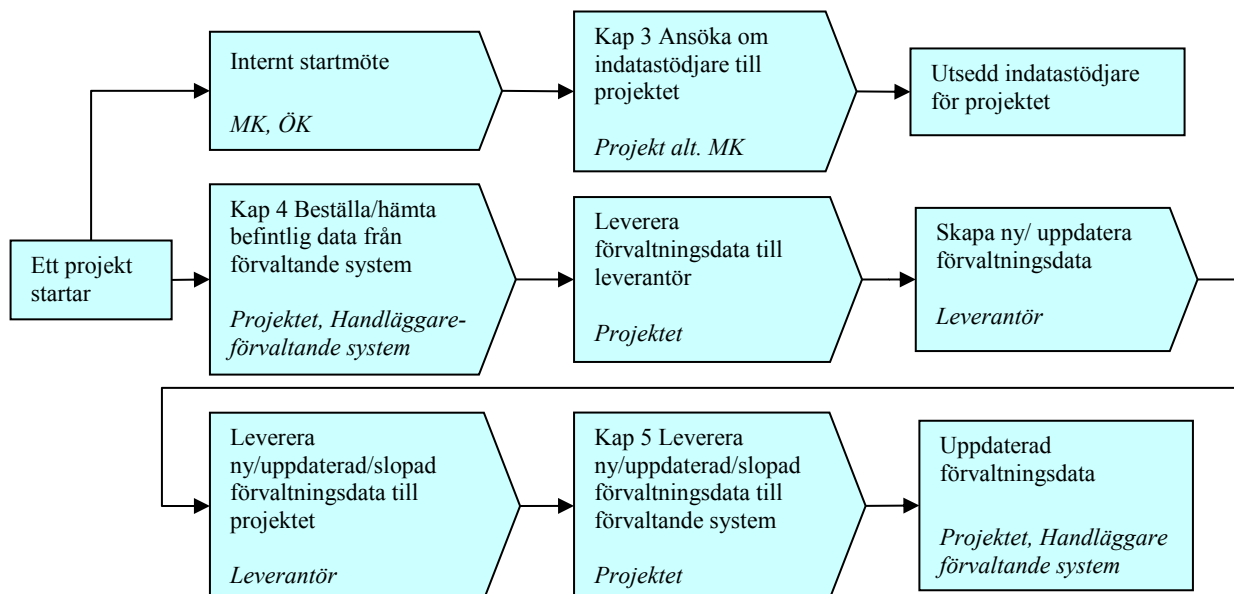 Internt startmöte
MK, ÖK
Kap 3 Ansöka om
indatastödjare till
projektet
Projekt alt. MK
Utsedd indatastödjare
för projektet
Ett projekt
startar
Kap 4 Beställa/hämta
befintlig data från
förvaltande system
Projektet, Handläggare-
förvaltande system
Leverera
förvaltningsdata till
leverantör
Projektet
Skapa ny/ uppdatera
förvaltningsdata
Leverantör
Leverera
ny/uppdaterad/slopad
förvaltningsdata till
projektet
Leverantör
Kap 5 Leverera
ny/uppdaterad/slopad
förvaltningsdata till
förvaltande system
Projektet
Uppdaterad
förvaltningsdata
Projektet, Handläggare
förvaltande system